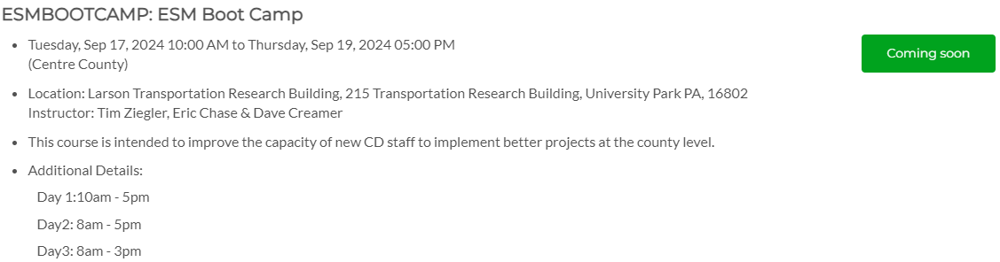 ESMBOOTCAMP: ESM Boot Camp
Tuesday, Sep 17, 2024 10:00 AM to Thursday, Sep 19, 2024 05:00 PM
(Centre County)
Coming soon
Location: Larson Transportation Research Building, 215 Transportation Research Building, University Park PA, 16802
Instructor: Tim Ziegler, Eric Chase & Dave Creamer
This course is intended to improve the capacity of new CD staff to implement better projects at the county level.
Additional Details:
Day 1:10am - 5pm
Day2: 8am - 5pm
Day3: 8am - 3pm